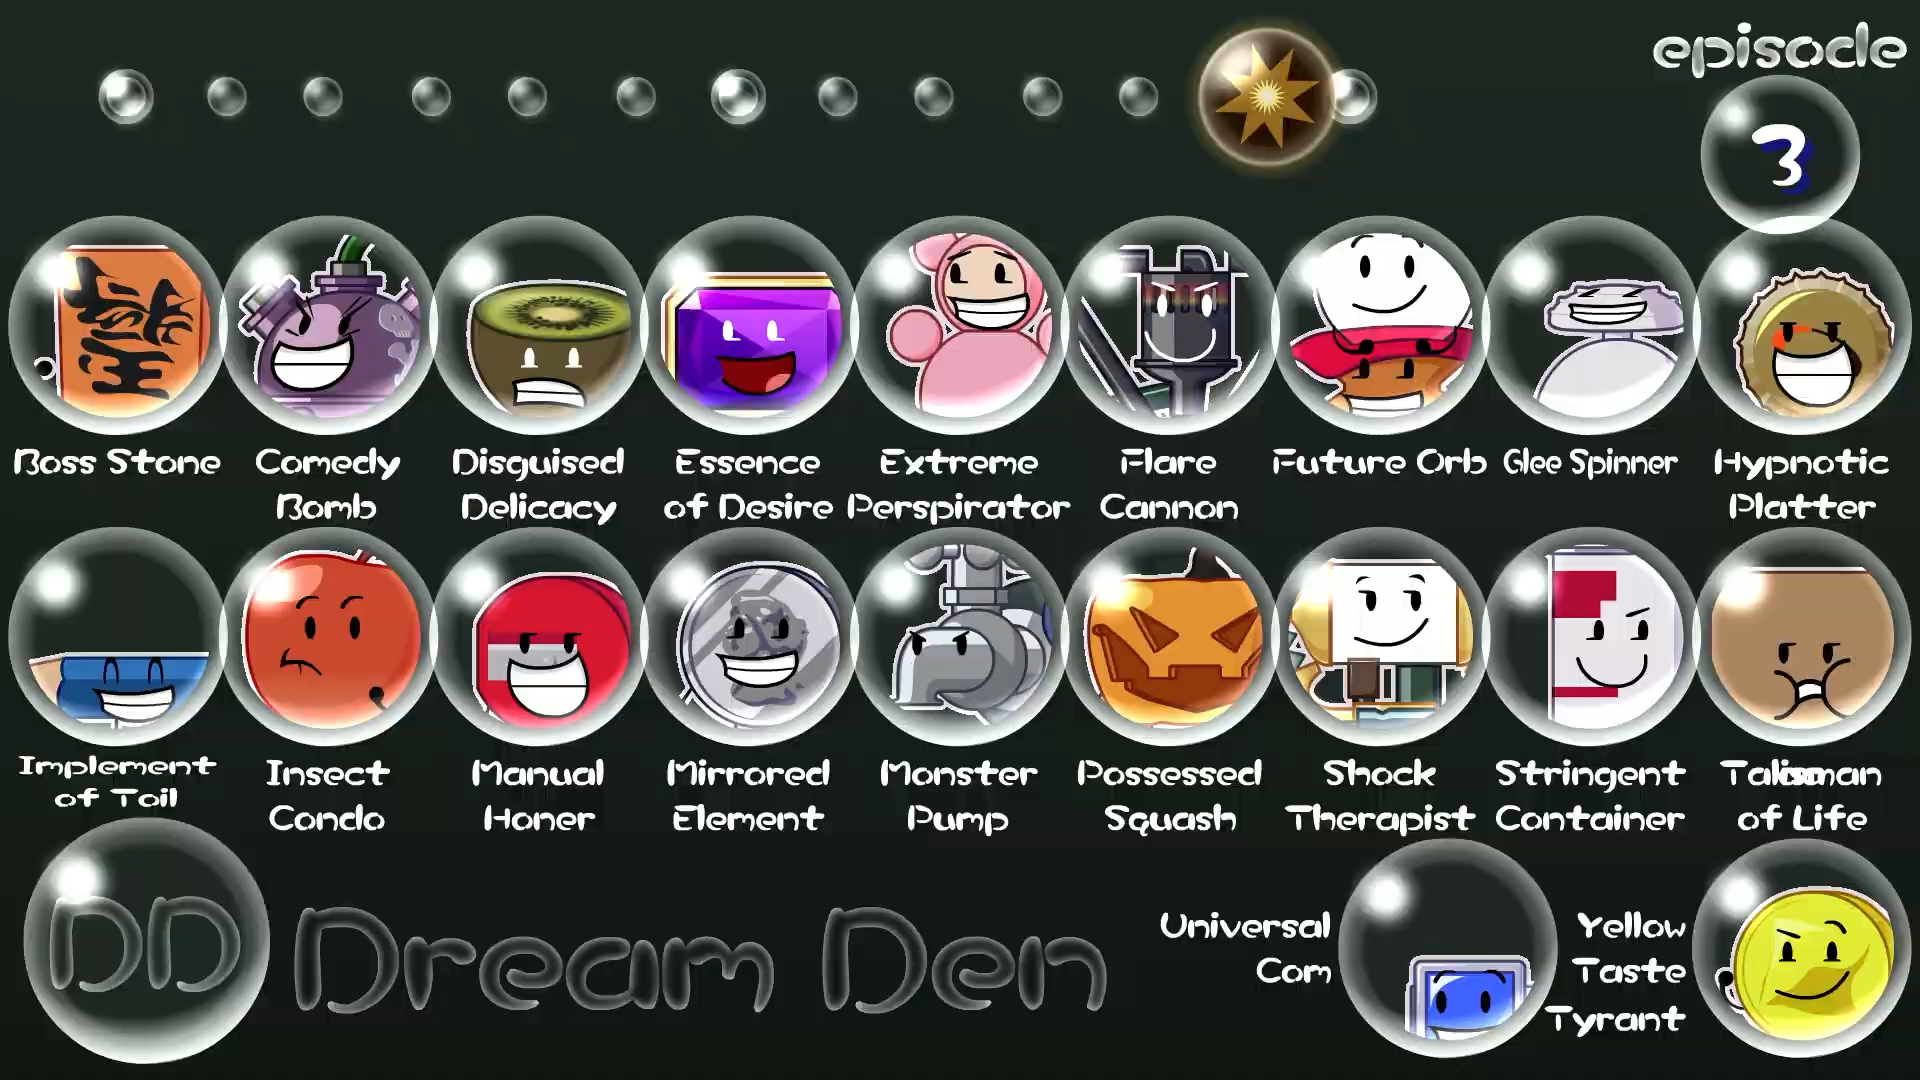 episode
3
Boss Stone
Comedy
Bomb
Disguised
Delicacy
Essence
of Desire
Extreme
Perspirator
Flare
Cannon
Future Orb
Glee Spinner
Hypnotic
Platter
Implement
of Toil
Insect
Condo
Manual
Honer
Mirrored
Element
Monster
Pump
Possessed
Squash
Shock
Therapist
Stringent
Container
Talisman
of Life
DD
Dream Den
Universal
Com
Yellow
Taste
Tyrant